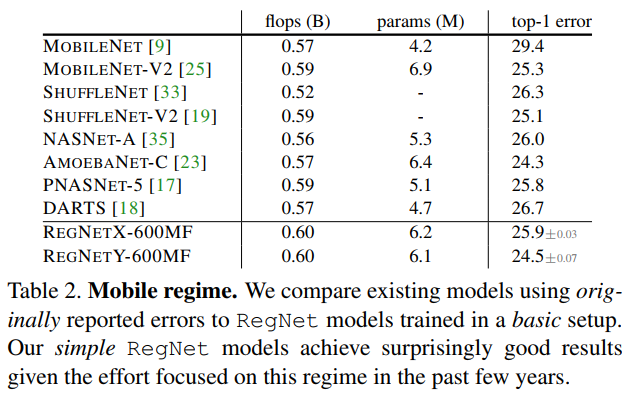 flops (B) params (M) top-1 error
MOBILENET [9] 0.57 4.2 29.4
MOBILENET-V2 [25] 0.59 6.9 25.3
SHUFFLENET [33] 0.52 - 26.3
SHUFFLENET-V2 [19] 0.59 - 25.1
NASNET-A [35] 0.56 5.3 26.0
AMOEBANET-C [23] 0.57 6.4 24.3
PNASNET-5 [17] 0.59 5.1 25.8
DARTS [18] 0.57 4.7 26.7
REGNETX-600MF 0.60 6.2 25.9±0.03
REGNETY-600MF 0.60 6.1 24.5±0.07
Table 2. Mobile regime. We compare existing models using orig-
inally reported errors to RegNet models trained in a basic setup.
Our simple RegNet models achieve surprisingly good results
given the effort focused on this regime in the past few years.